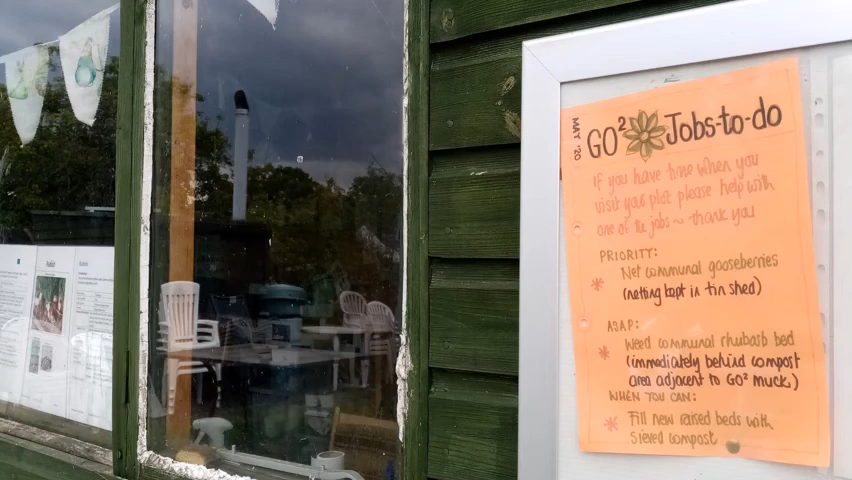 MAY '20
GO² Jobs-to-do
If you have time when you
visit your plot please help with
one of the jobs ~ thank you
PRIORITY:
* Net communal gooseberries
(netting kept in tin shed)
ASAP:
* Weed communal rhubarb bed
(immediately behind compost
area adjacent to GO² muck)
WHEN YOU CAN:
* Fill new raised beds with
sieved compost